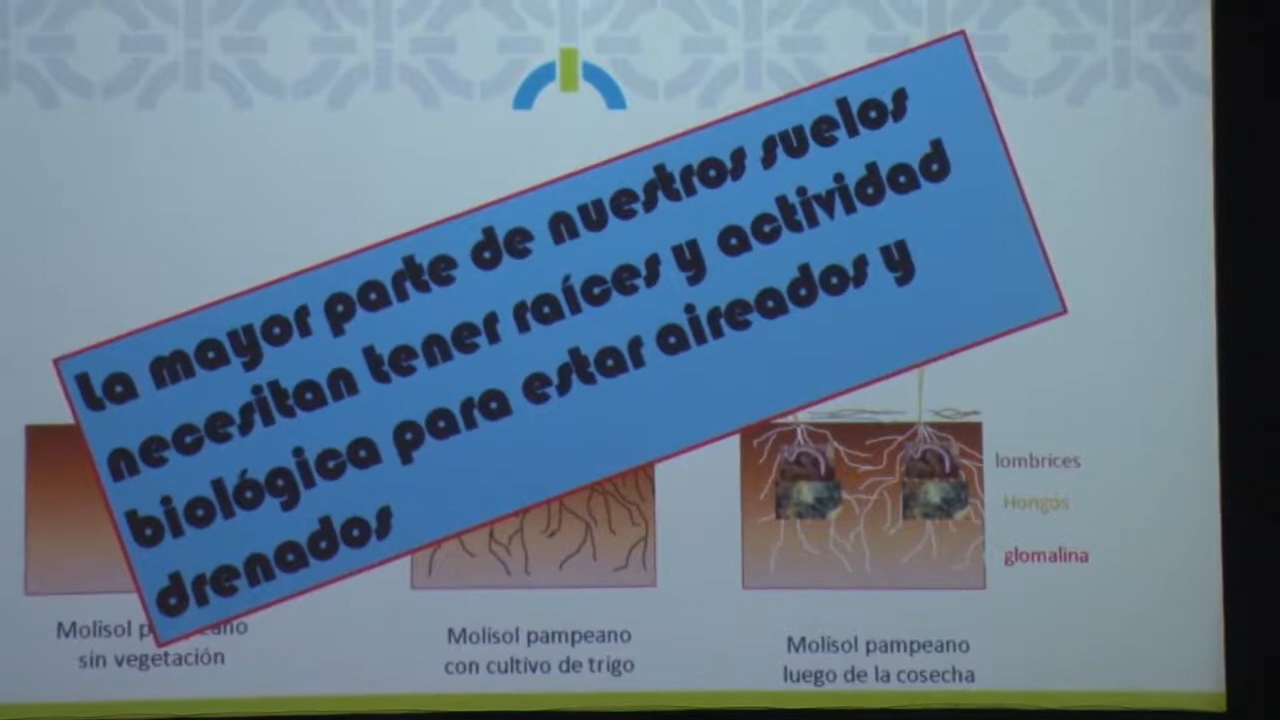 La mayor parte de nuestros suelos
necesitan tener raíces y actividad
biológica para estar aireados y
drenados
lombrices
Hongos
glomalina
Molisol
sin vegetación
Molisol pampeano
con cultivo de trigo
Molisol pampeano
luego de la cosecha